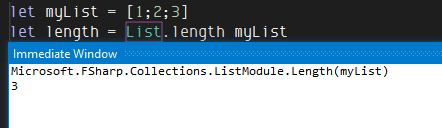 let myList = [1;2;3]
let length = List.length myList
Immediate Window
Microsoft.FSharp.Collections.ListModule.Length(myList)
3